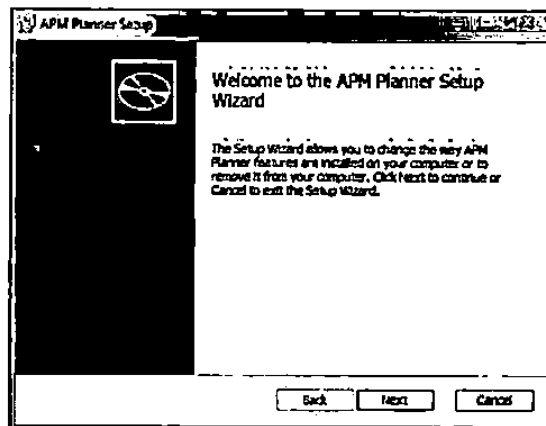 APM Planner Setup
Welcome to the APM Planner Setup
Wizard
The Setup Wizard allows you to change the way APM
Planner features are installed on your computer or to
remove it from your computer. Click Next to continue or
Cancel to exit the Setup Wizard.
Back Next Cancel